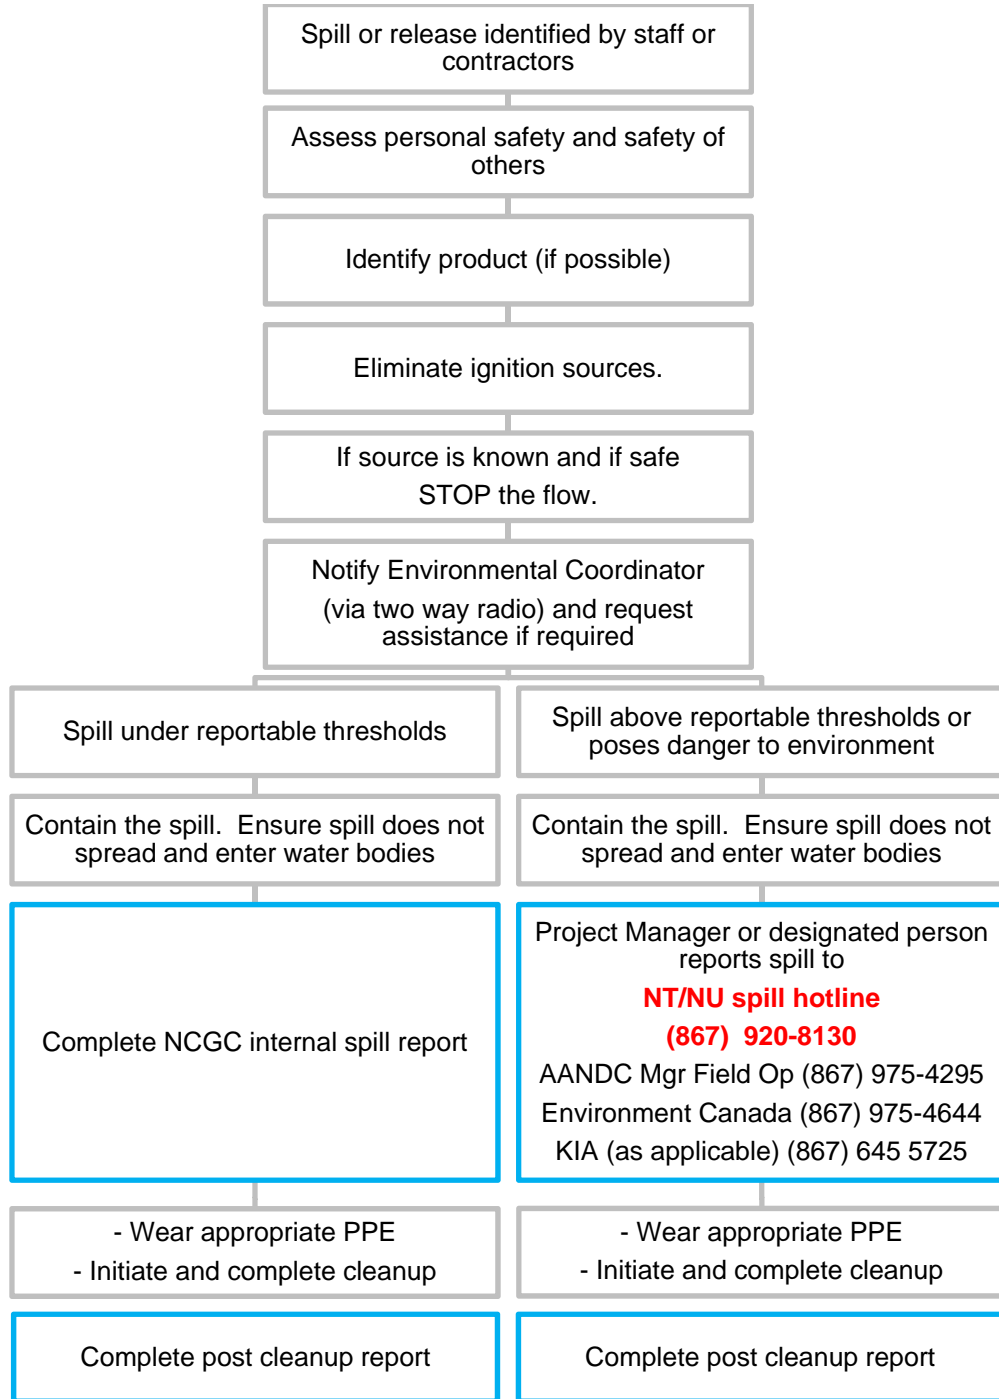 Spill or release identified by staff or
contractors
Assess personal safety and safety of
others
Identify product (if possible)
Eliminate ignition sources.
If source is known and if safe
STOP the flow.
Notify Environmental Coordinator
(via two way radio) and request
assistance if required
Spill under reportable thresholds
Contain the spill.  Ensure spill does not
spread and enter water bodies
Complete NCGC internal spill report
- Wear appropriate PPE
- Initiate and complete cleanup
Complete post cleanup report
Spill above reportable thresholds or
poses danger to environment
Contain the spill.  Ensure spill does not
spread and enter water bodies
Project Manager or designated person
reports spill to
NT/NU spill hotline
(867)  920-8130
AANDC Mgr Field Op (867) 975-4295
Environment Canada (867) 975-4644
KIA (as applicable) (867) 645 5725
- Wear appropriate PPE
- Initiate and complete cleanup
Complete post cleanup report